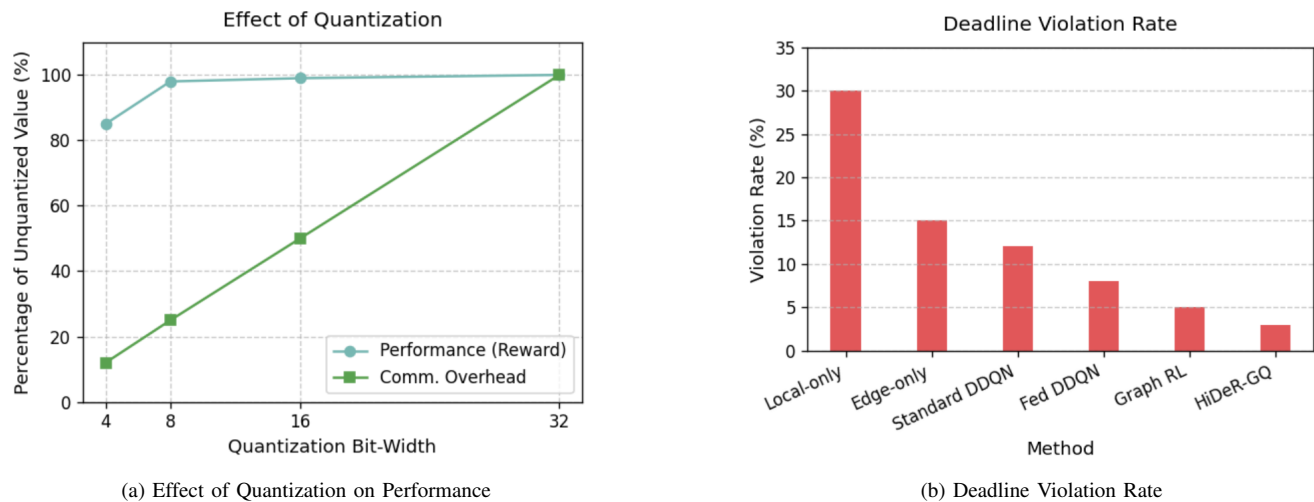 Effect of Quantization
Percentage of Unquantized Value (%)
100
80
60
40
20
0
4 8 16 32
Performance (Reward)
Comm. Overhead
Quantization Bit-Width
(a) Effect of Quantization on Performance
Deadline Violation Rate
Violation Rate (%)
35
30
25
20
15
10
5
0
Local-only
Edge-only
Standard DDQN
Fed DDQN
Graph RL
HiDeR-GQ
Method
(b) Deadline Violation Rate